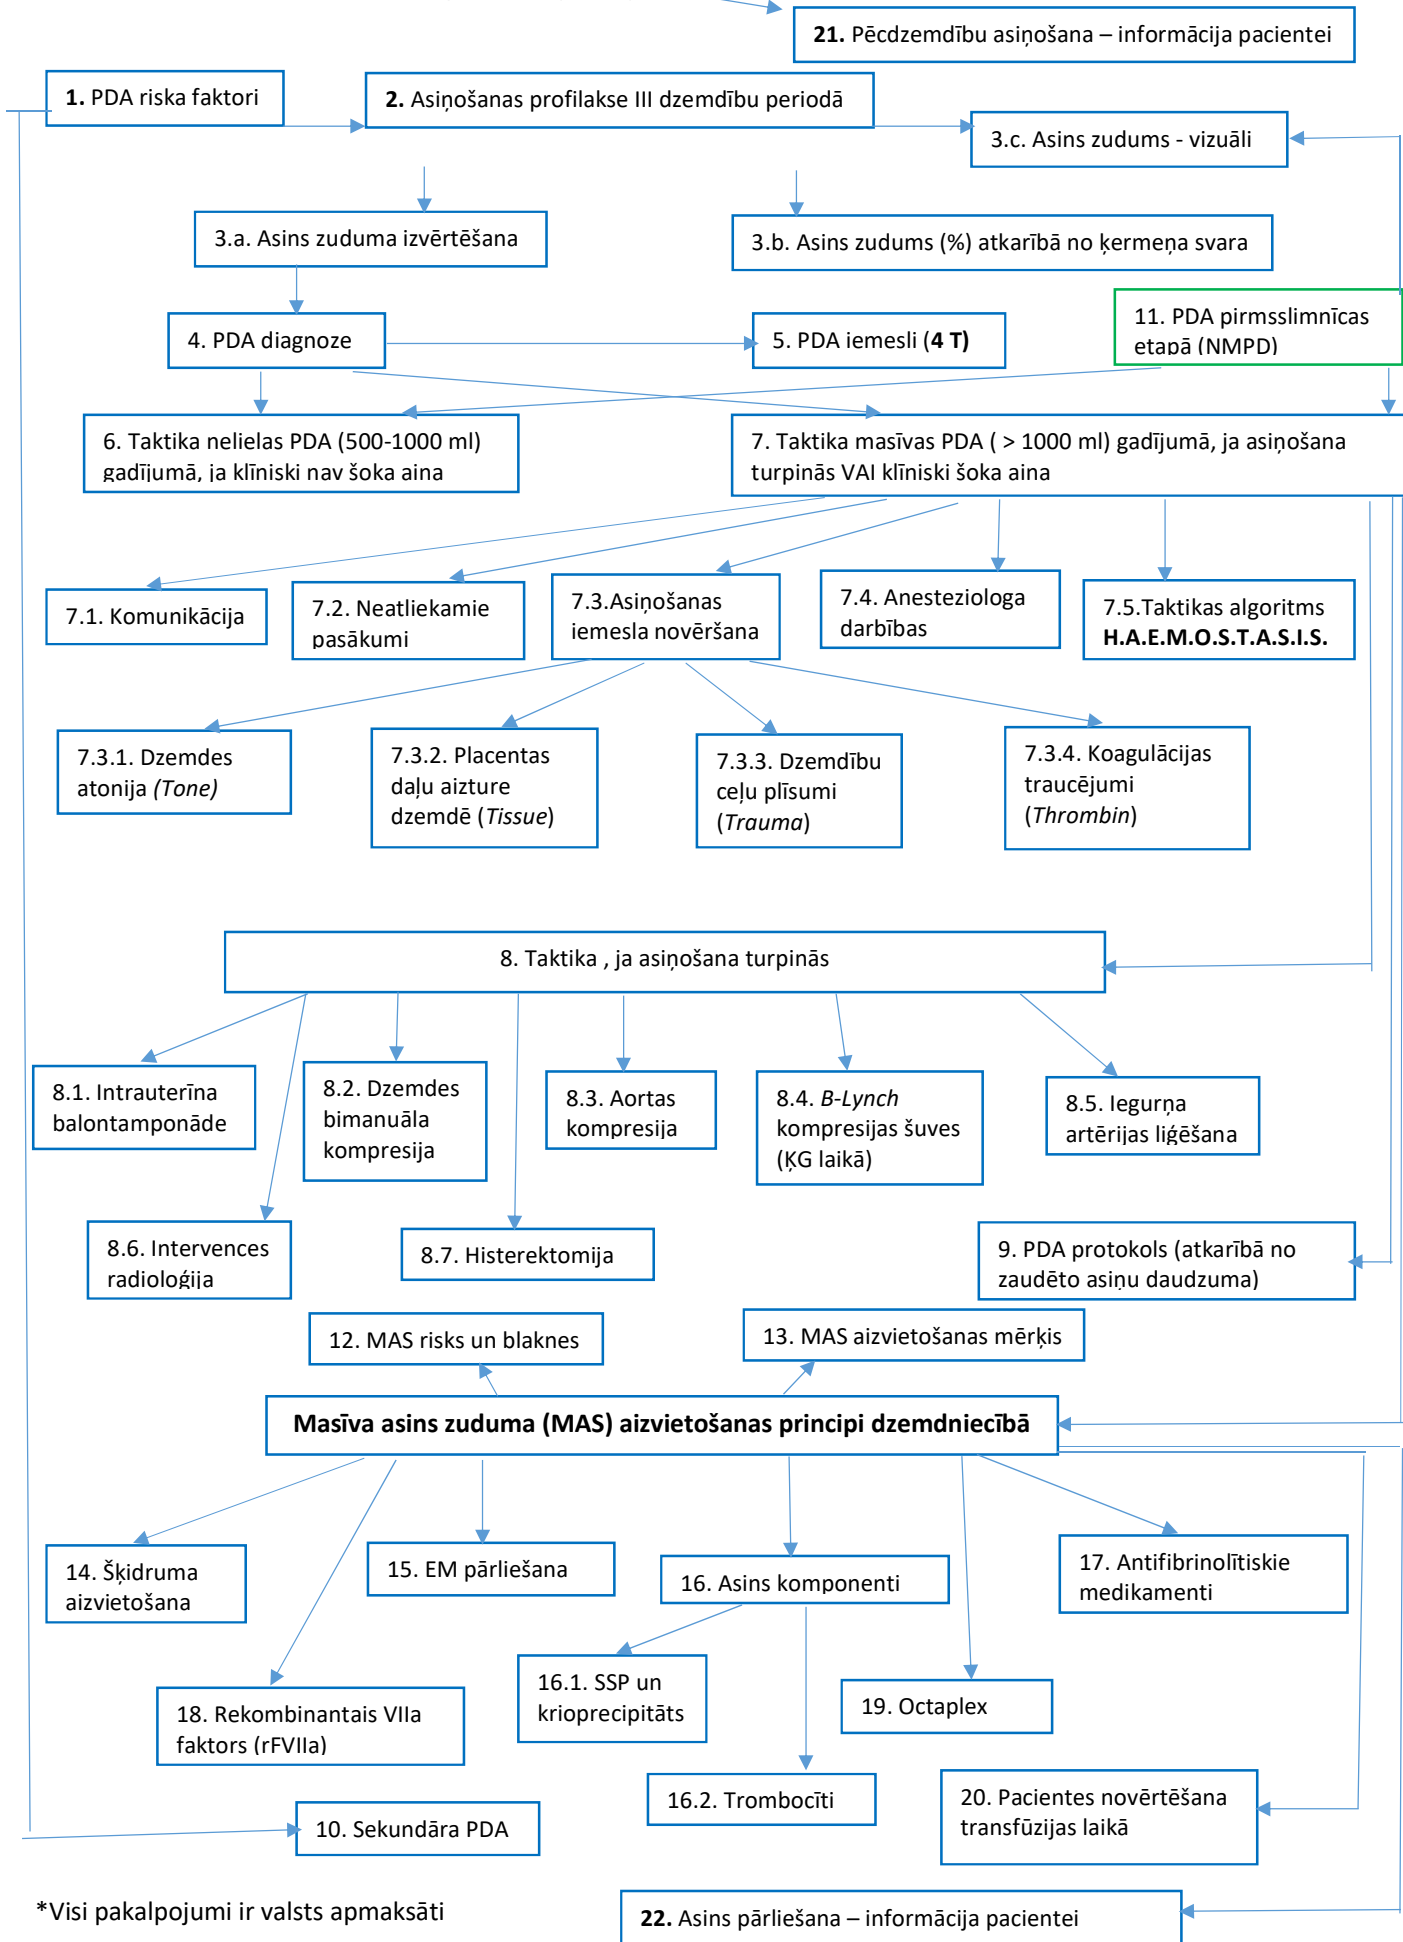 21. Pēcdzemdību asiņošana – informācija pacientei
1. PDA riska faktori
2. Asiņošanas profilakse III dzemdību periodā
3.c. Asins zudums - vizuāli
3.a. Asins zuduma izvērtēšana
3.b. Asins zudums (%) atkarībā no ķermeņa svara
4. PDA diagnoze
5. PDA iemesli (4 T)
11. PDA pirmsslimnīcas
etapā (NMPD)
6. Taktika nelielas PDA (500-1000 ml)
gadījumā, ja klīniski nav šoka aina
7. Taktika masīvas PDA ( > 1000 ml) gadījumā, ja asiņošana
turpinās VAI klīniski šoka aina
7.1. Komunikācija
7.2. Neatliekamie
pasākumi
7.3.Asiņošanas
iemesla novēršana
7.4. Anesteziologa
darbības
7.5.Taktikas algoritms
H.A.E.M.O.S.T.A.S.I.S.
7.3.1. Dzemdes
atonija (Tone)
7.3.2. Placentas
daļu aizture
dzemdē (Tissue)
7.3.3. Dzemdību
ceļu plīsumi
(Trauma)
7.3.4. Koagulācijas
traucējumi
(Thrombin)
8. Taktika , ja asiņošana turpinās
8.1. Intrauterīna
balontamponāde
8.2. Dzemdes
bimanuāla
kompresija
8.3. Aortas
kompresija
8.4. B-Lynch
kompresijas šuves
(ĶG laikā)
8.5. Iegurņa
artērijas liģēšana
8.6. Intervences
radioloģija
8.7. Histerektomija
9. PDA protokols (atkarībā no
zaudēto asiņu daudzuma)
12. MAS risks un blaknes
13. MAS aizvietošanas mērķis
Masīva asins zuduma (MAS) aizvietošanas principi dzemdniecībā
14. Šķidruma
aizvietošana
15. EM pārliešana
16. Asins komponenti
17. Antifibrinolītiskie
medikamenti
16.1. SSP un
krioprecipitāts
18. Rekombinantais VIIa
faktors (rFVIIa)
19. Octaplex
16.2. Trombocīti
20. Pacientes novērtēšana
transfūzijas laikā
10. Sekundāra PDA
*Visi pakalpojumi ir valsts apmaksāti
22. Asins pārliešana – informācija pacientei